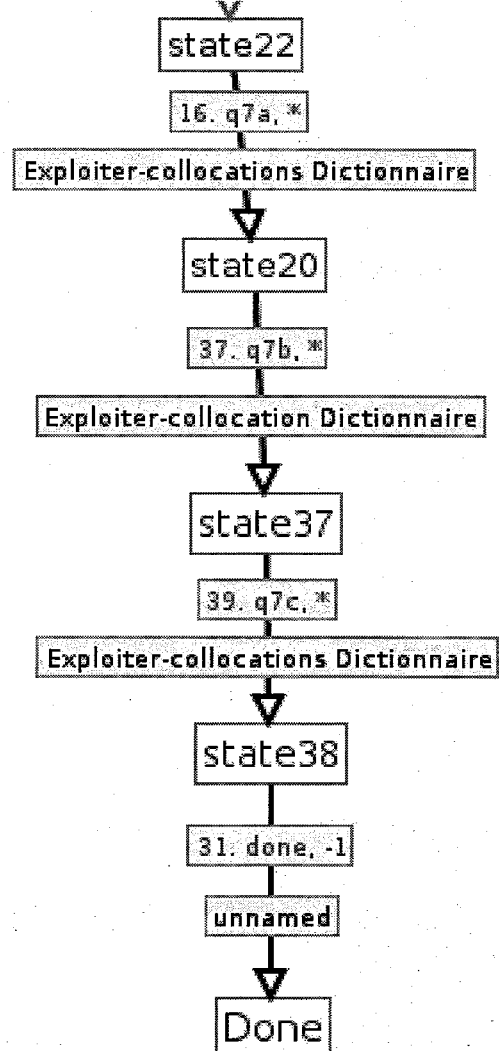 state22
16. q7a, *
Exploiter-collocations Dictionnaire
state20
37. q7b, *
Exploiter-collocation Dictionnaire
state37
39. q7c, *
Exploiter-collocations Dictionnaire
state38
31. done, -1
unnamed
Done